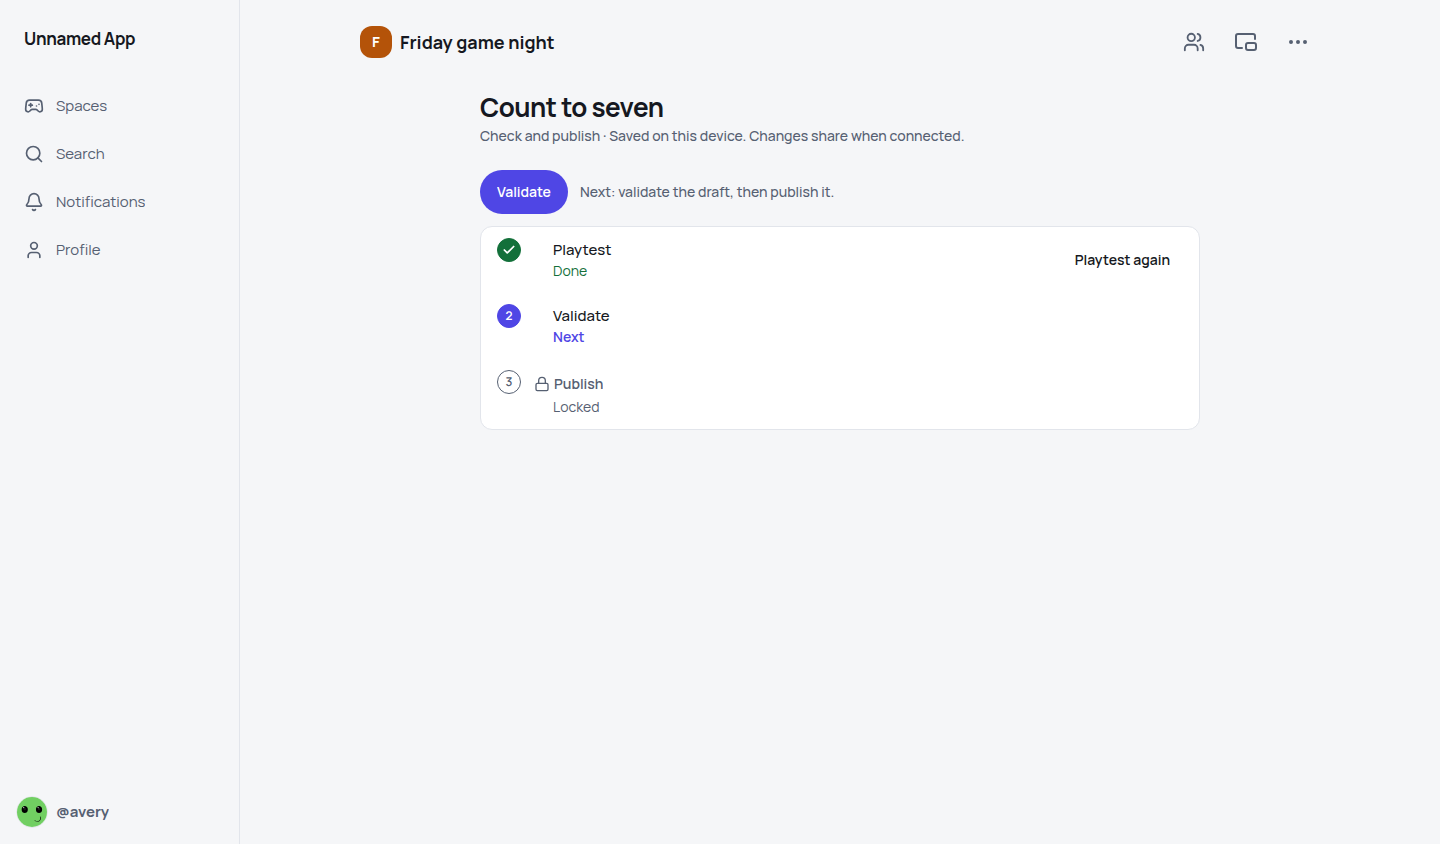 Unnamed App
Spaces
Search
Notifications
Profile
@avery
F Friday game night
Count to seven
Check and publish · Saved on this device. Changes share when connected.
Validate Next: validate the draft, then publish it.
Playtest
Done
Playtest again
2 Validate
Next
3 Publish
Locked